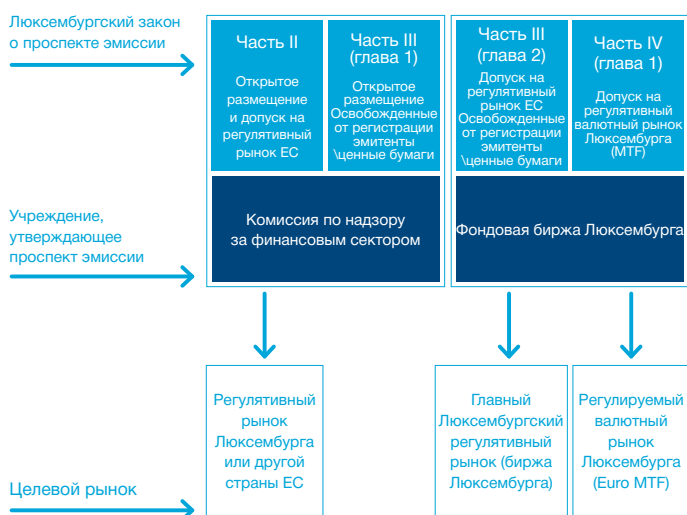 Люксембургский закон
о проспекте эмиссии
Часть II
Открытое
размещение
и допуск на
регулятивный
рынок ЕС
Часть III
(глава 1)
Открытое
размещение
Освобожденные
от регистрации
эмитенты
\ценные бумаги
Часть III
(глава 2)
Допуск на
регулятивный
рынок ЕС
Освобожденные
от регистрации
эмитенты
\ценные бумаги
Часть IV
(глава 1)
Допуск на
регулятивный
валютный рынок
Люксембурга
(MTF)
Учреждение,
утверждающее
проспект эмиссии
Комиссия по надзору
за финансовым сектором
Фондовая биржа Люксембурга
Целевой рынок
Регулятивный
рынок
Люксембурга
или другой
страны ЕС
Главный
Люксембургский
регулятивный
рынок (биржа
Люксембурга)
Регулируемый
валютный
рынок
Люксембурга
(Euro MTF)